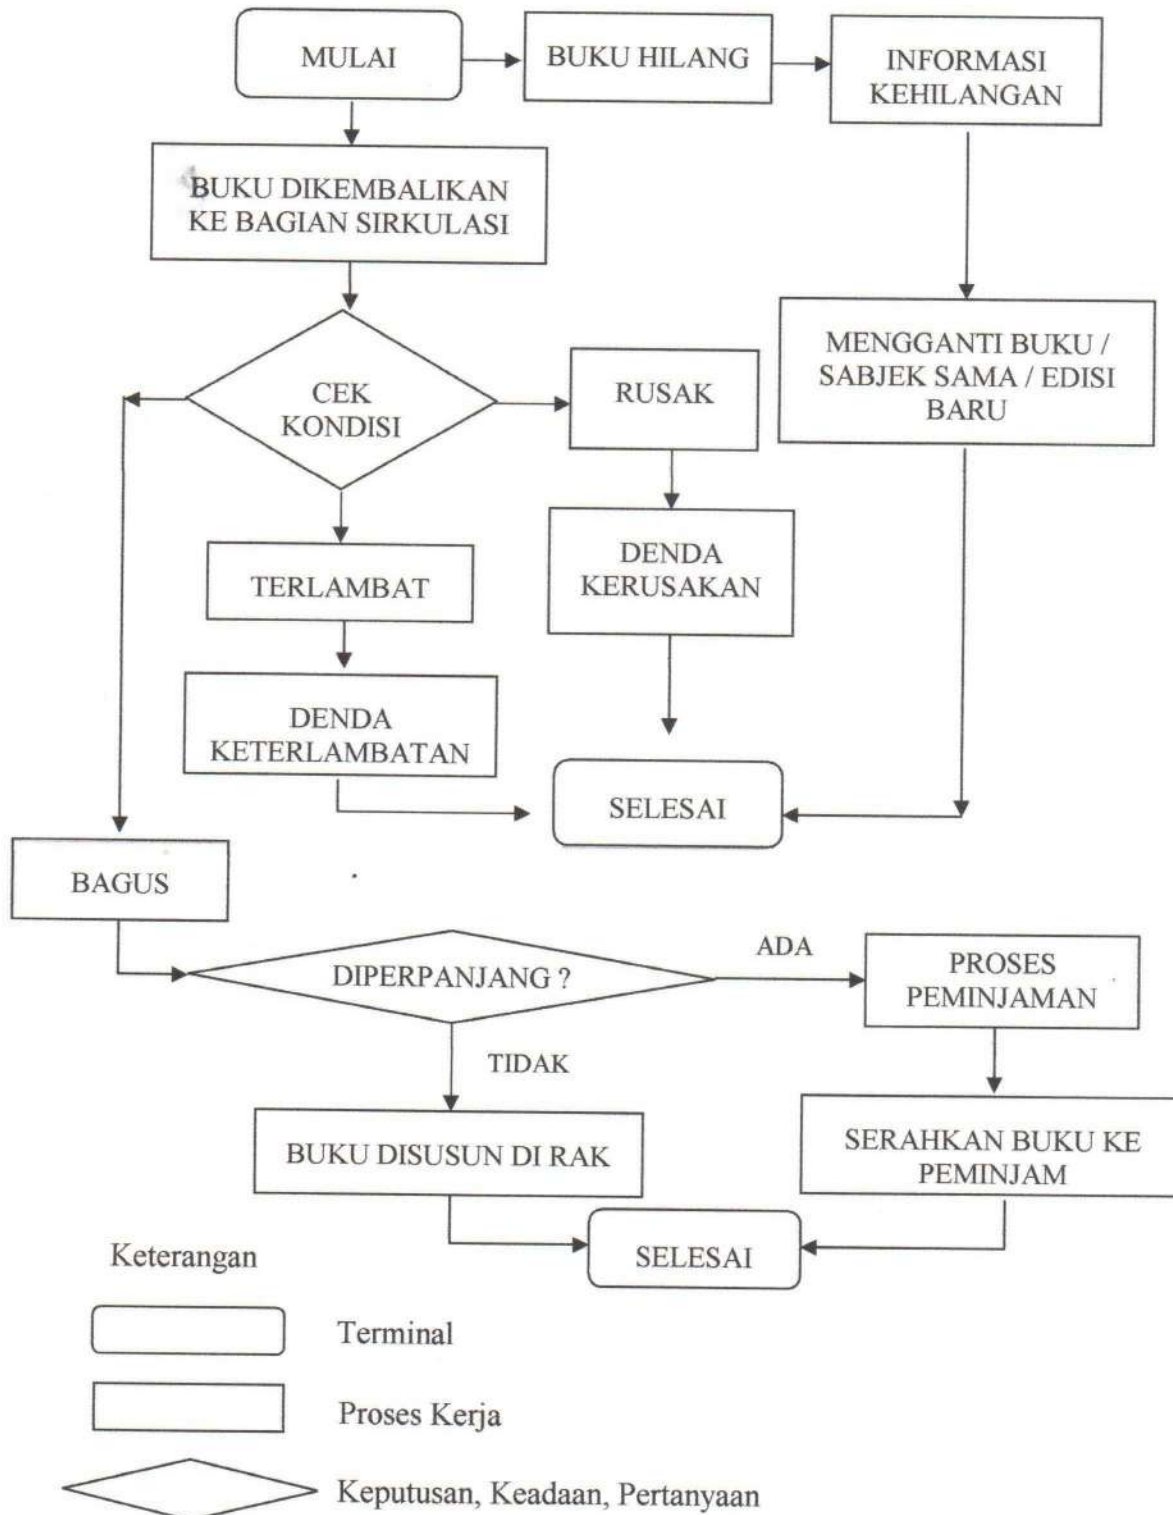 MULAI
BUKU HILANG
INFORMASI
KEHILANGAN
BUKU DIKEMBALIKAN
KE BAGIAN SIRKULASI
MENGGANTI BUKU /
SABJEK SAMA / EDISI
BARU
CEK
KONDISI
RUSAK
TERLAMBAT
DENDA
KERUSAKAN
DENDA
KETERLAMBATAN
SELESAI
BAGUS
DIPERPANJANG ?
ADA
PROSES
PEMINJAMAN
TIDAK
BUKU DISUSUN DI RAK
SERAHKAN BUKU KE
PEMINJAM
SELESAI
Keterangan
Terminal
Proses Kerja
Keputusan, Keadaan, Pertanyaan